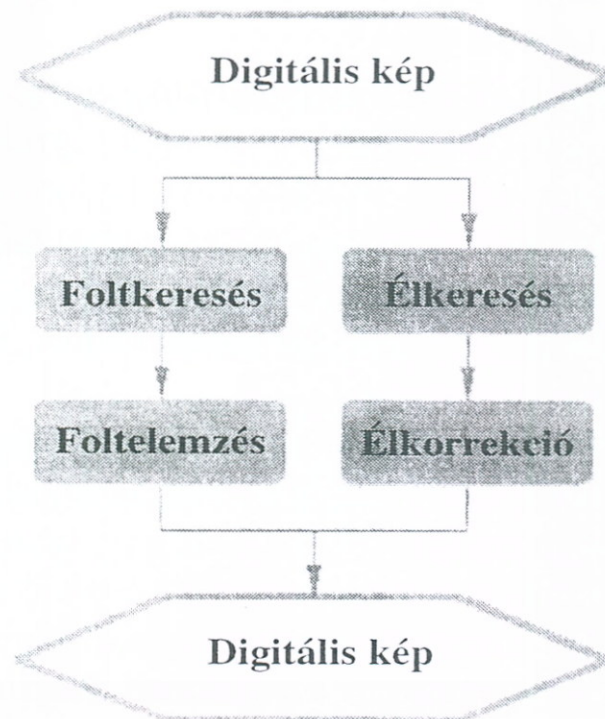 Digitális kép
Foltkeresés
Élkeresés
Foltelemzés
Élkorrekció
Digitális kép